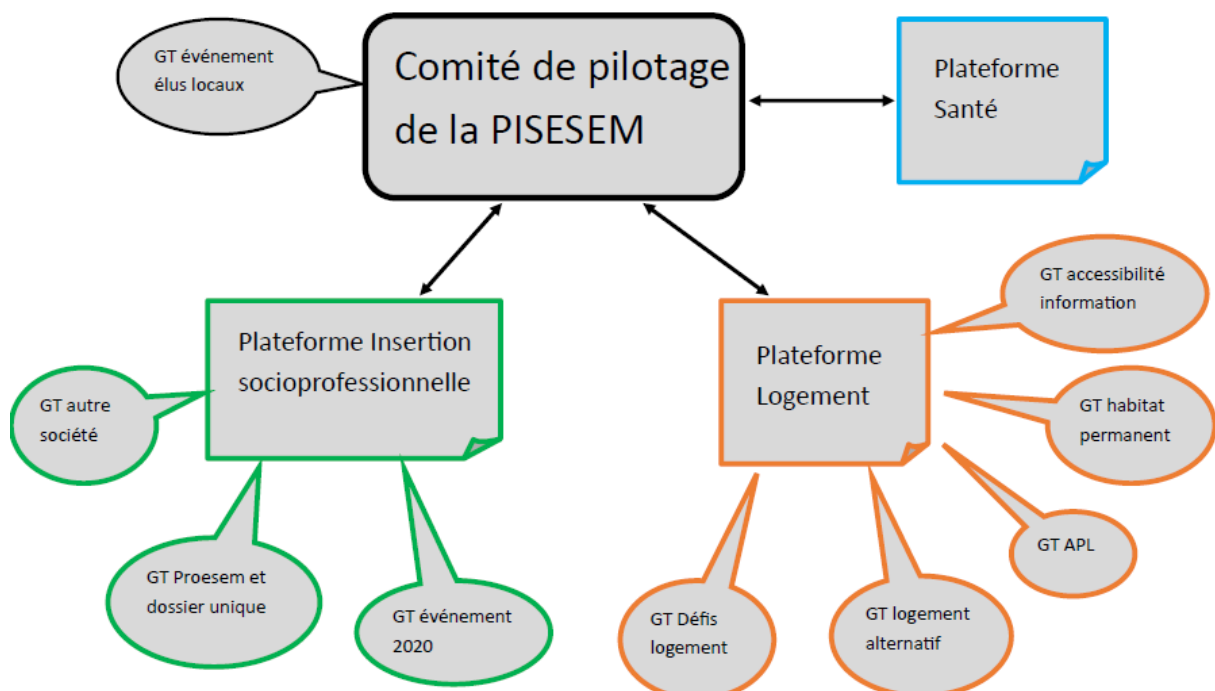 GT événement
élus locaux
Comité de pilotage
de la PISESEM
Plateforme
Santé
GT accessibilité
information
Plateforme Insertion
socioprofessionnelle
Plateforme
Logement
GT autre
société
GT habitat
permanent
GT APL
GT Proesem et
dossier unique
GT événement
2020
GT Défis
logement
GT logement
alternatif